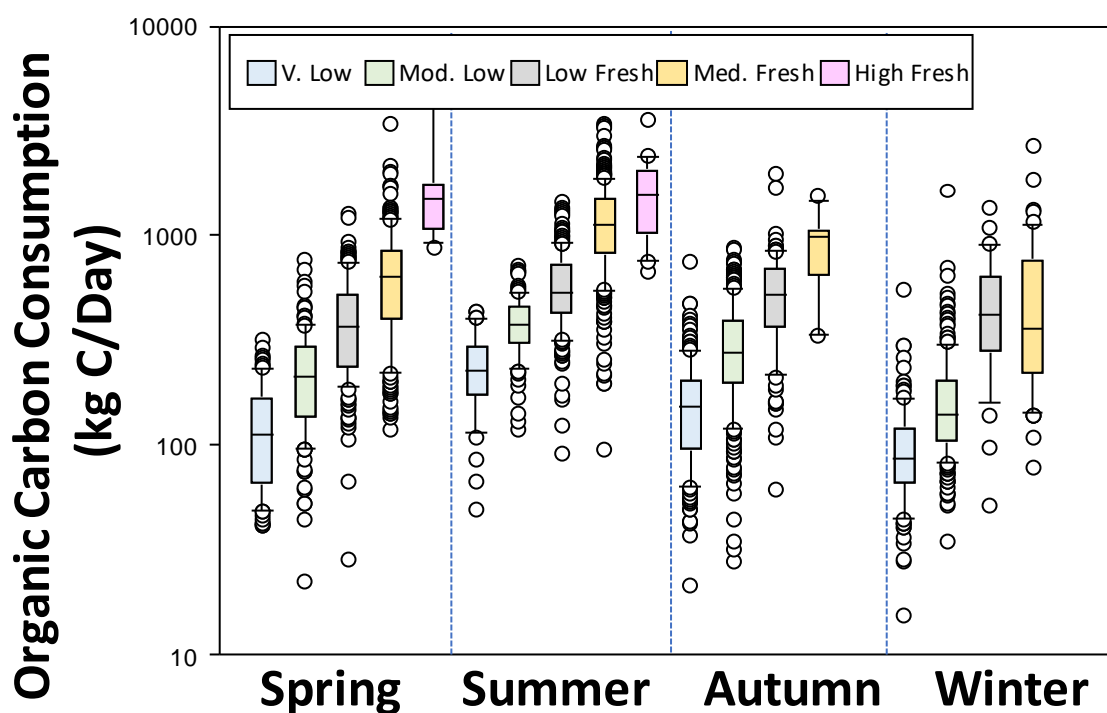 Organic Carbon Consumption
(kg C/Day)
10000
1000
100
10
V. Low Mod. Low Low Fresh Med. Fresh High Fresh
Spring Summer Autumn Winter